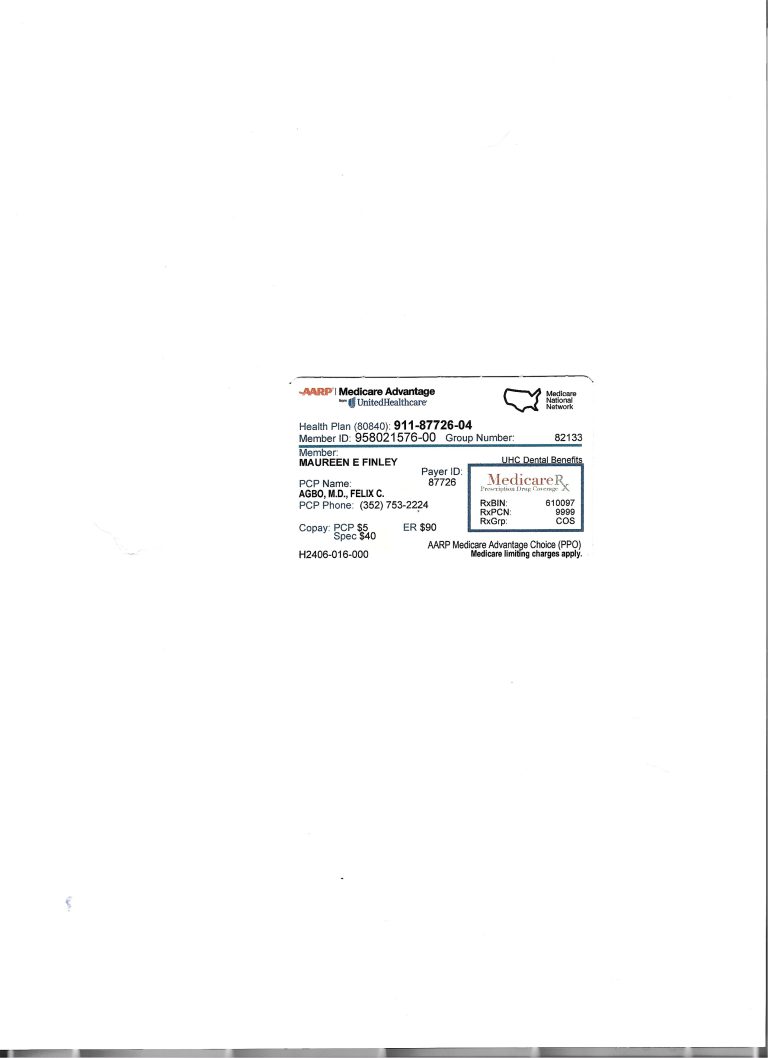 AARP | Medicare Advantage
from UnitedHealthcare
Medicare
National
Network
Health Plan (80840): 911-87726-04
Member ID: 958021576-00 Group Number: 82133
Member:
MAUREEN E FINLEY
UHC Dental Benefits
Payer ID:
87726
PCP Name:
AGBO, M.D., FELIX C.
PCP Phone: (352) 753-2224
MedicareRx
Prescription Drug Coverage
RxBIN: 610097
RxPCN: 9999
RxGrp: COS
Copay: PCP $5 ER $90
Spec $40
AARP Medicare Advantage Choice (PPO)
H2406-016-000 Medicare limiting charges apply.